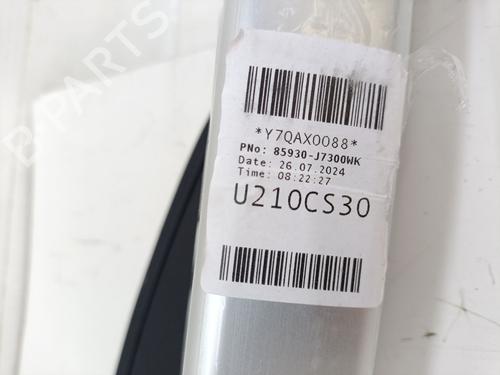 B-PARTS
*Y7QAX0088*
PNo: 85930-J7300WK
Date: 26.07.2024
Time: 08:22:27
U210CS30